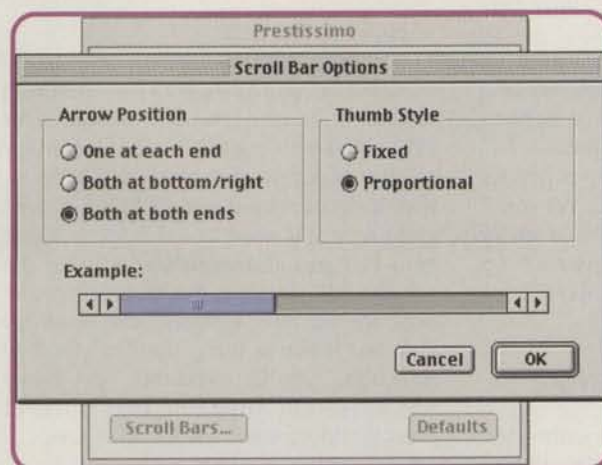 Prestissimo
Scroll Bar Options
Arrow Position
One at each end
Both at bottom/right
Both at both ends
Thumb Style
Fixed
Proportional
Example:
Cancel
OK
Scroll Bars...
Defaults